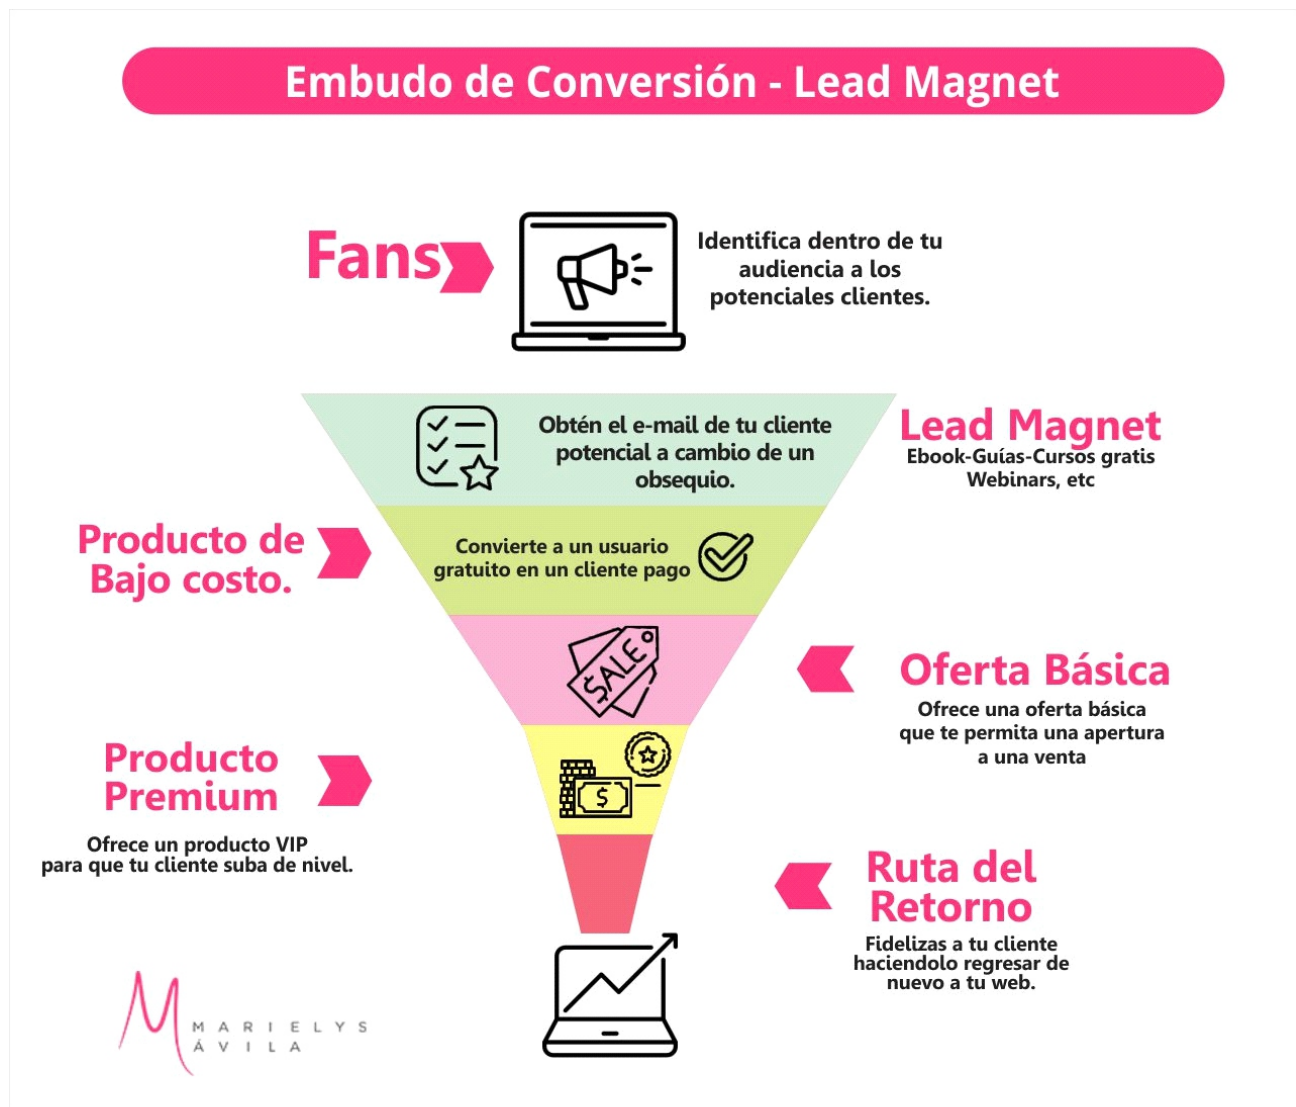 Embudo de Conversión - Lead Magnet
Fans
Identifica dentro de tu
audiencia a los
potenciales clientes.
Obtén el e-mail de tu cliente
potencial a cambio de un
obsequio.
Lead Magnet
Ebook-Guías-Cursos gratis
Webinars, etc
Producto de
Bajo costo.
Convierte a un usuario
gratuito en un cliente pago
$ALE
Oferta Básica
Ofrece una oferta básica
que te permita una apertura
a una venta
Producto
Premium
Ofrece un producto VIP
para que tu cliente suba de nivel.
$
Ruta del
Retorno
Fidelizas a tu cliente
haciendolo regresar de
nuevo a tu web.
M
MARIELYS
ÁVILA